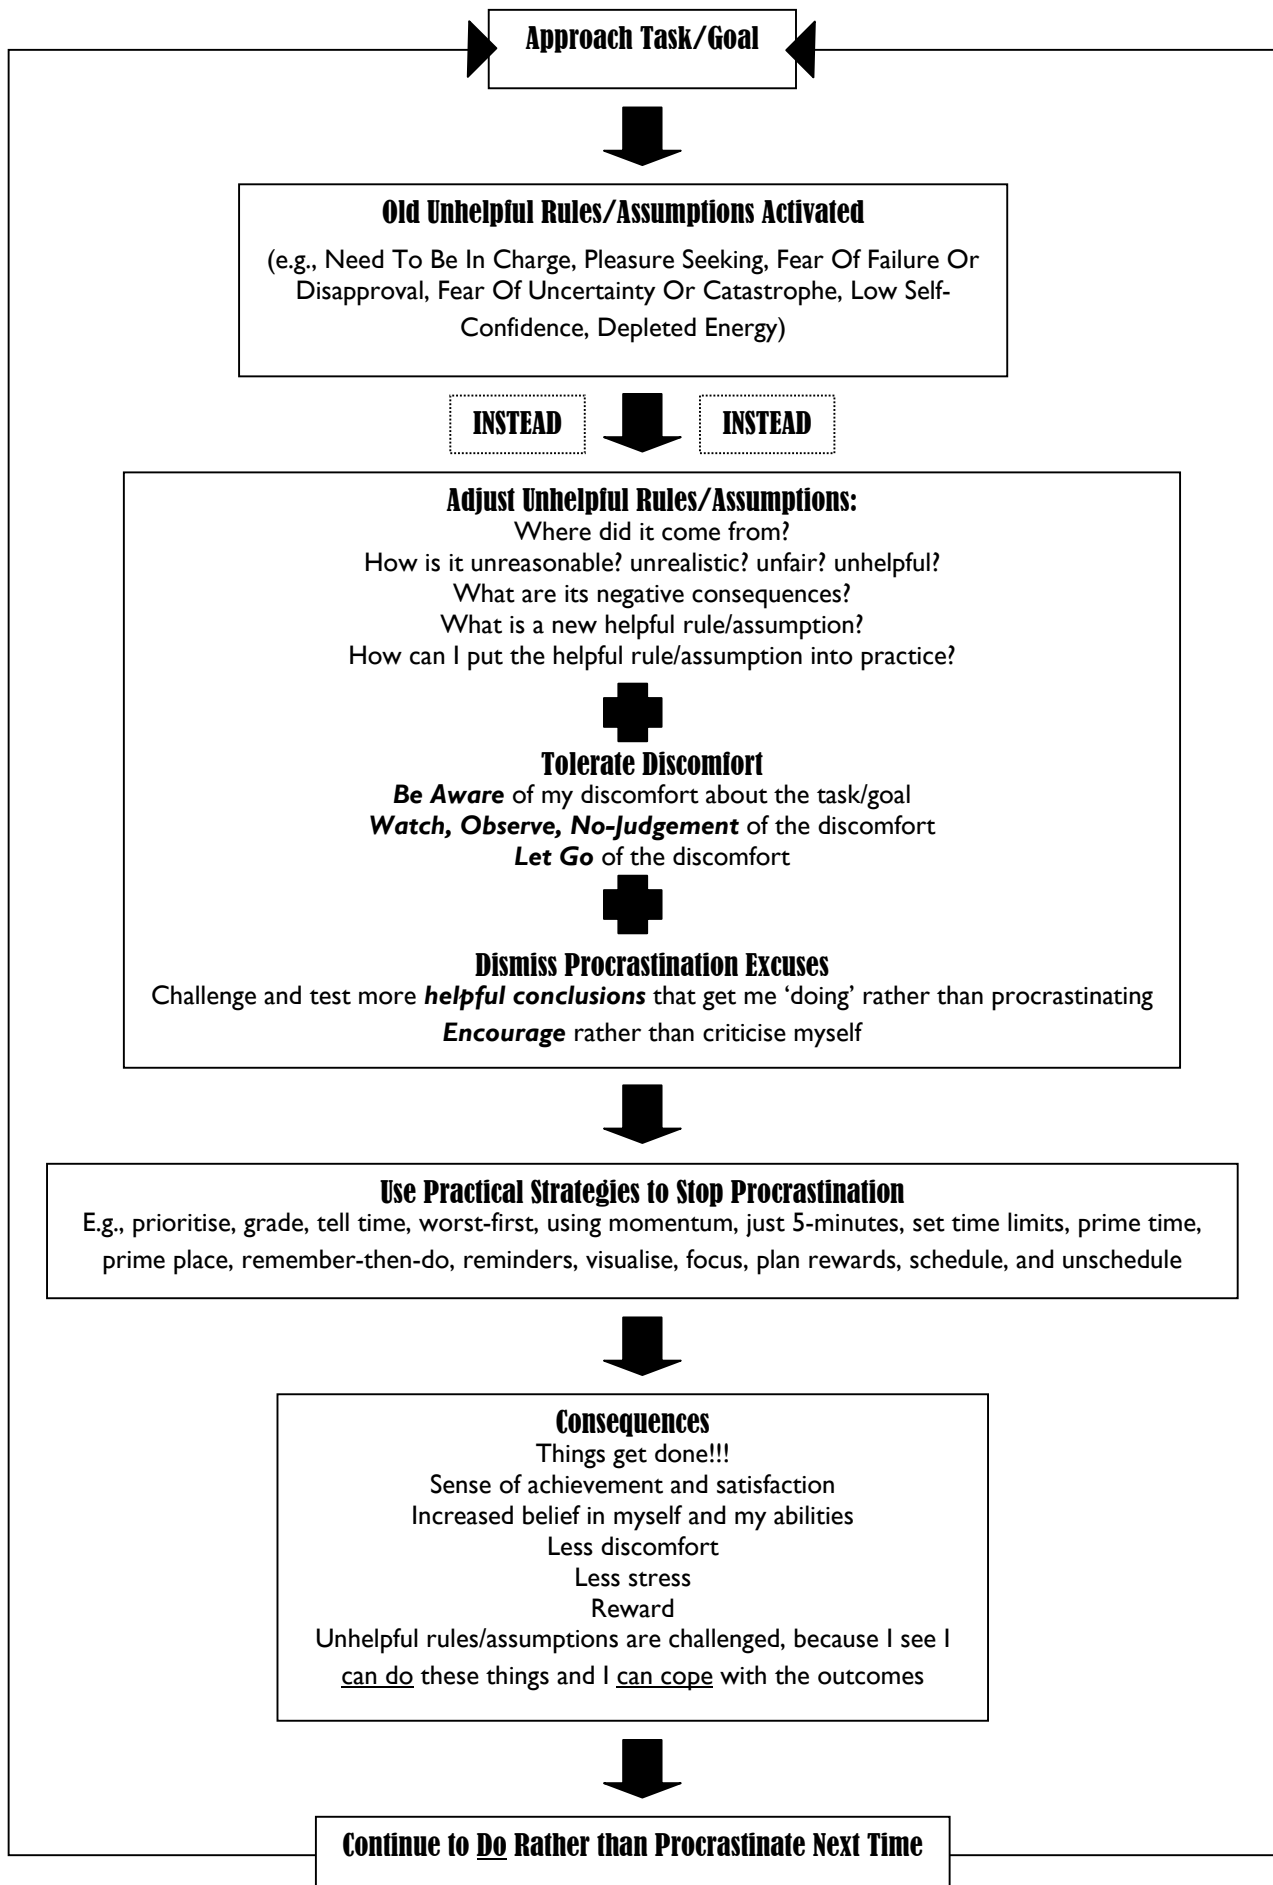 Approach Task/Goal
Old Unhelpful Rules/Assumptions Activated
(e.g., Need To Be In Charge, Pleasure Seeking, Fear Of Failure Or
Disapproval, Fear Of Uncertainty Or Catastrophe, Low Self-
Confidence, Depleted Energy)
INSTEAD INSTEAD
Adjust Unhelpful Rules/Assumptions:
Where did it come from?
How is it unreasonable? unrealistic? unfair? unhelpful?
What are its negative consequences?
What is a new helpful rule/assumption?
How can I put the helpful rule/assumption into practice?
Tolerate Discomfort
Be Aware of my discomfort about the task/goal
Watch, Observe, No-Judgement of the discomfort
Let Go of the discomfort
Dismiss Procrastination Excuses
Challenge and test more helpful conclusions that get me ‘doing’ rather than procrastinating
Encourage rather than criticise myself
Use Practical Strategies to Stop Procrastination
E.g., prioritise, grade, tell time, worst-first, using momentum, just 5-minutes, set time limits, prime time,
prime place, remember-then-do, reminders, visualise, focus, plan rewards, schedule, and unschedule
Consequences
Things get done!!!
Sense of achievement and satisfaction
Increased belief in myself and my abilities
Less discomfort
Less stress
Reward
Unhelpful rules/assumptions are challenged, because I see I
can do these things and I can cope with the outcomes
Continue to Do Rather than Procrastinate Next Time